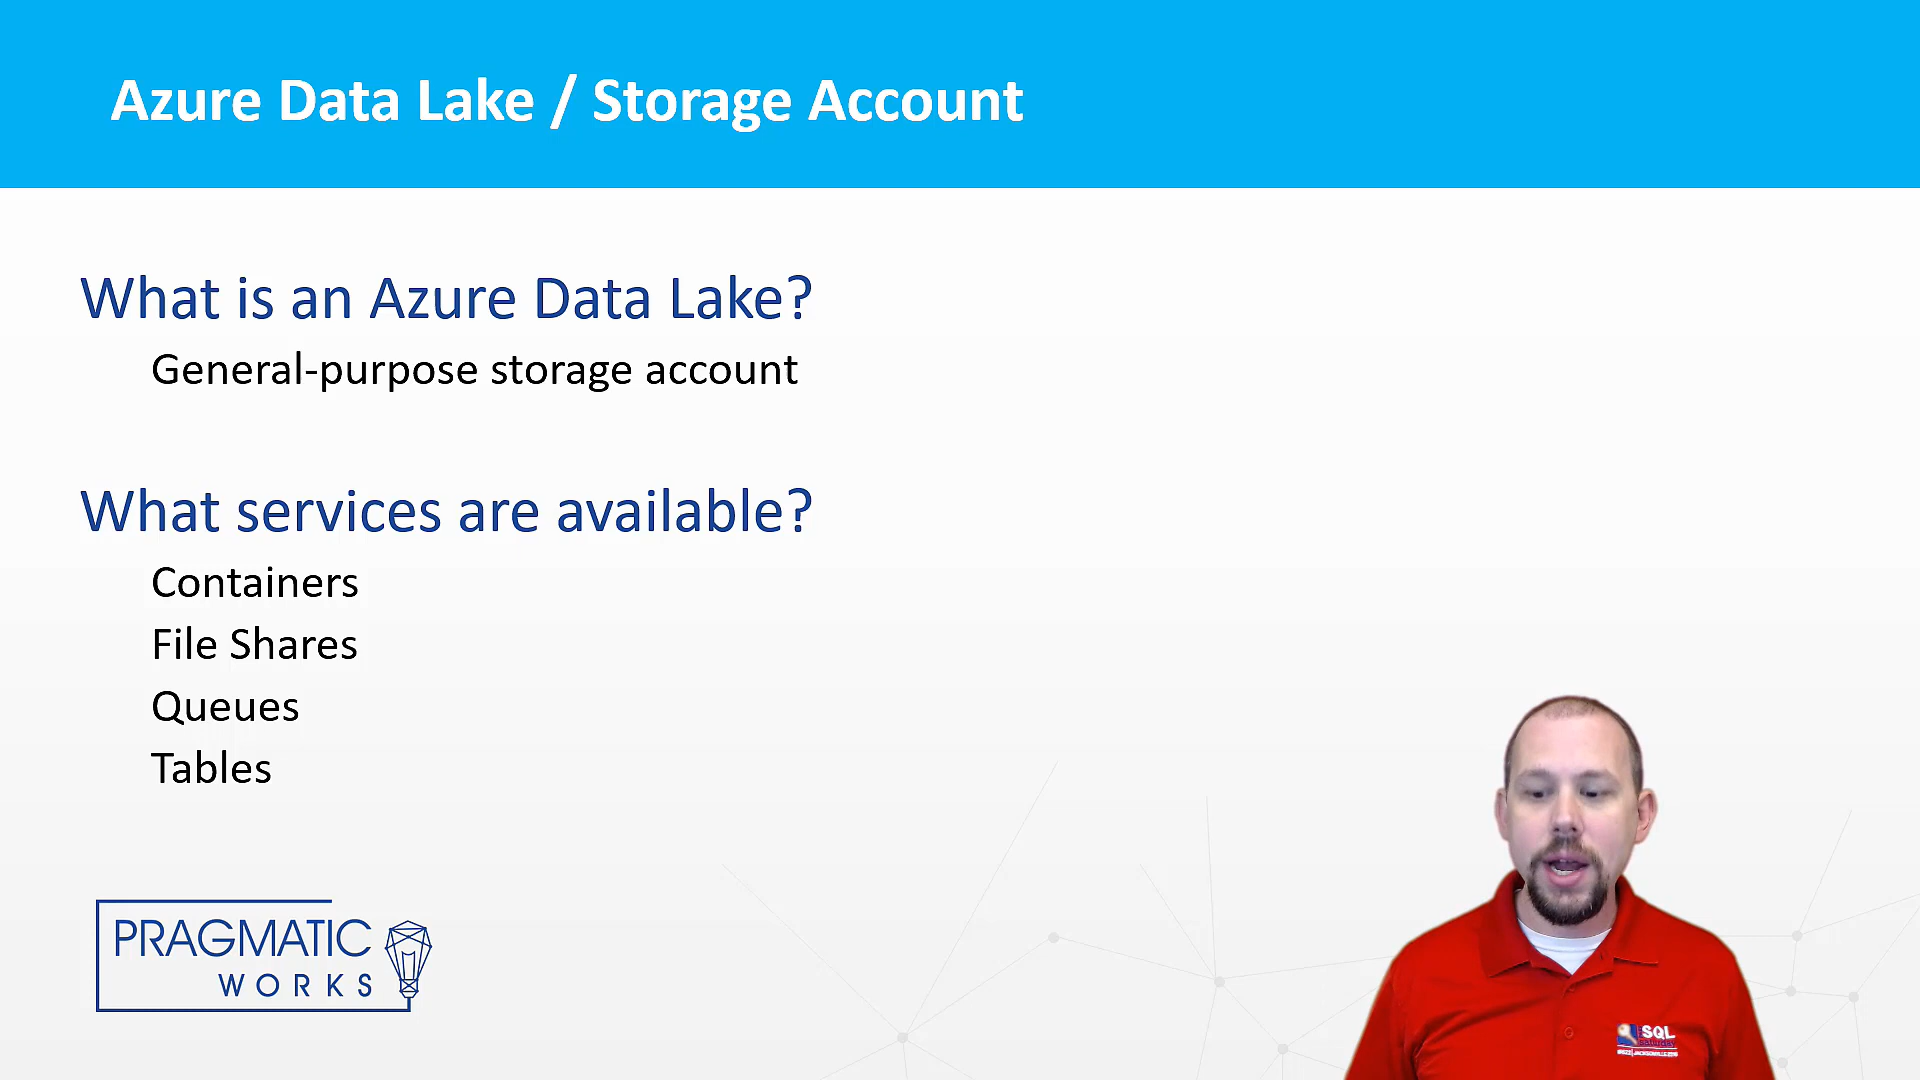 Azure Data Lake / Storage Account
What is an Azure Data Lake?
General-purpose storage account
What services are available?
Containers
File Shares
Queues
Tables
PRAGMATIC
WORKS
SQL
Saturday